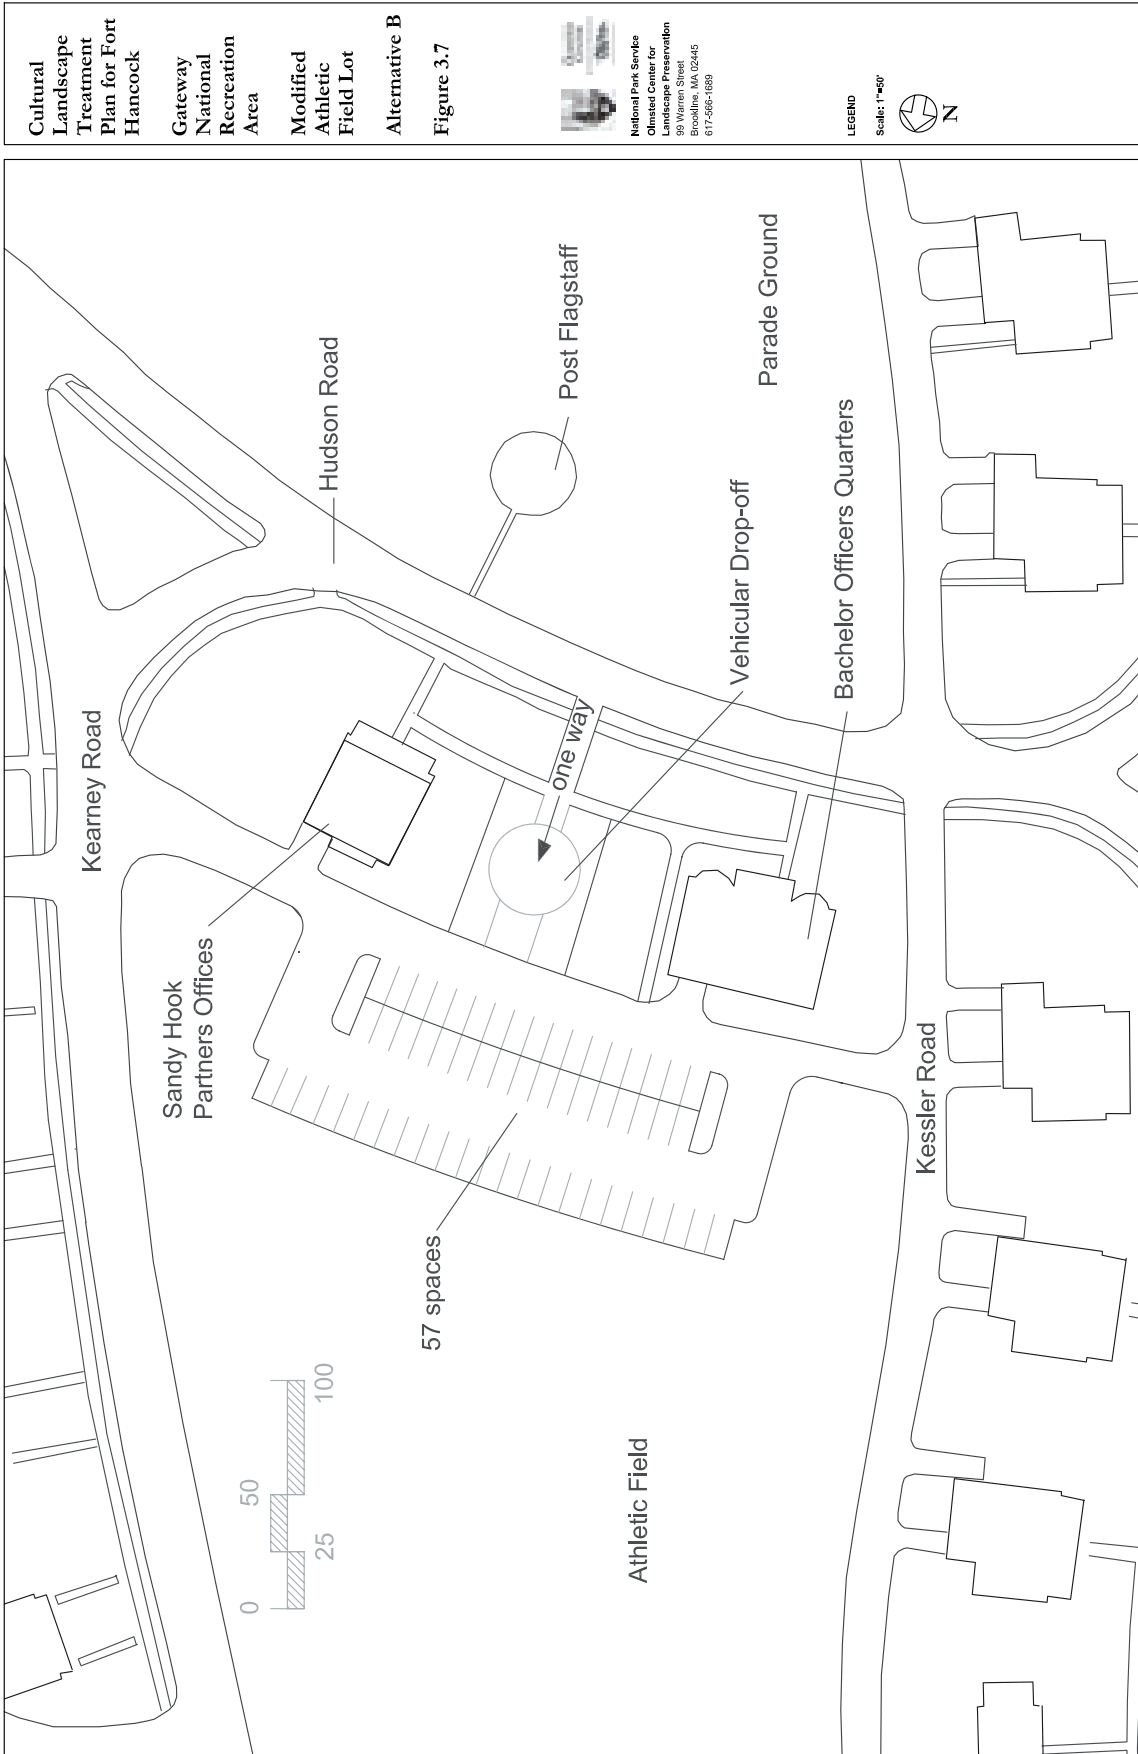 Cultural
Landscape
Treatment
Plan for Fort
Hancock
Gateway
National
Recreation
Area
Modified
Athletic
Field Lot
Alternative B
Figure 3.7
National Park Service
Olmsted Center for
Landscape Preservation
99 Warren Street
Brookline, MA 02445
617-566-1689
LEGEND
Scale: 1"=50'
N
Kearney Road
Hudson Road
Post Flagstaff
Parade Ground
Vehicular Drop-off
Bachelor Officers Quarters
one way
Sandy Hook
Partners Offices
Kessler Road
57 spaces
0
25
50
100
Athletic Field